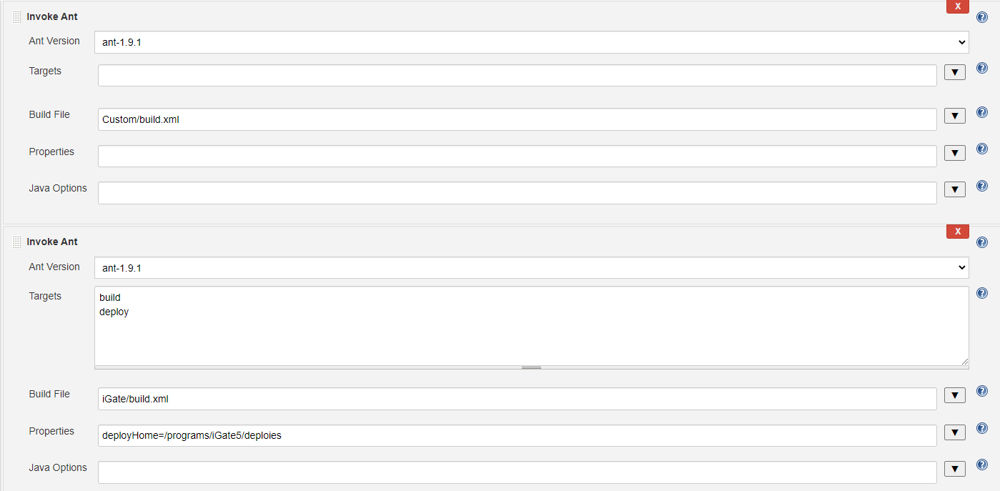 Invoke Ant
X
Ant Version
ant-1.9.1
Targets
Build File
Custom/build.xml
Properties
Java Options
Invoke Ant
X
Ant Version
ant-1.9.1
Targets
build
deploy
Build File
iGate/build.xml
Properties
deployHome=/programs/iGate5/deploies
Java Options